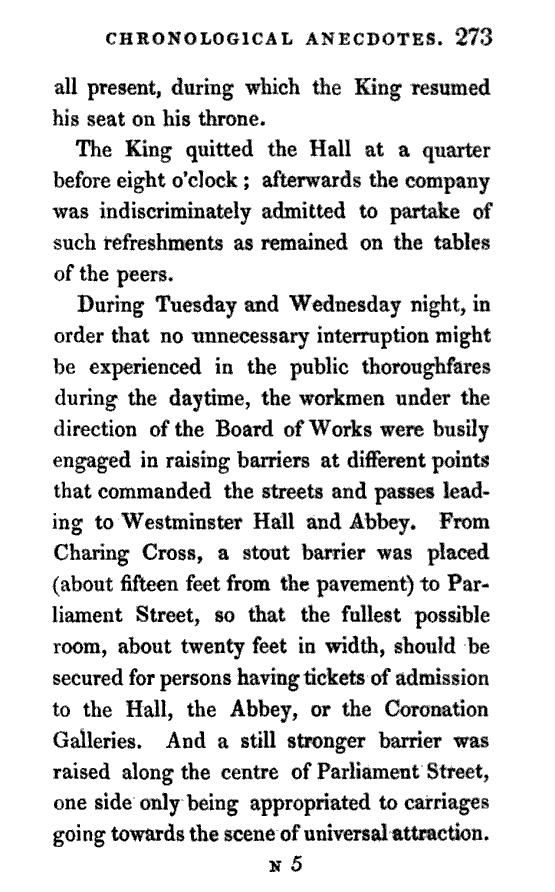 CHRONOLOGICAL ANECDOTES. 273
all present, during which the King resumed
his seat on his throne.
The King quitted the Hall at a quarter
before eight o'clock ; afterwards the company
was indiscriminately admitted to partake of
such refreshments as remained on the tables
of the peers.
During Tuesday and Wednesday night, in
order that no unnecessary interruption might
be experienced in the public thoroughfares
during the daytime, the workmen under the
direction of the Board of Works were busily
engaged in raising barriers at different points
that commanded the streets and passes lead-
ing to Westminster Hall and Abbey. From
Charing Cross, a stout barrier was placed
(about fifteen feet from the pavement) to Par-
liament Street, so that the fullest possible
room, about twenty feet in width, should be
secured for persons having tickets of admission
to the Hall, the Abbey, or the Coronation
Galleries. And a still stronger barrier was
raised along the centre of Parliament Street,
one side only being appropriated to carriages
going towards the scene of universal attraction.
N 5